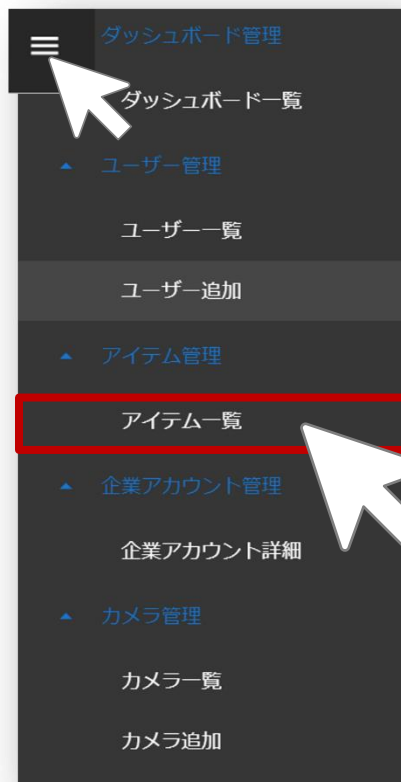 ダッシュボード管理
ダッシュボード一覧
ユーザー管理
ユーザー一覧
ユーザー追加
アイテム管理
アイテム一覧
企業アカウント管理
企業アカウント詳細
カメラ管理
カメラ一覧
カメラ追加